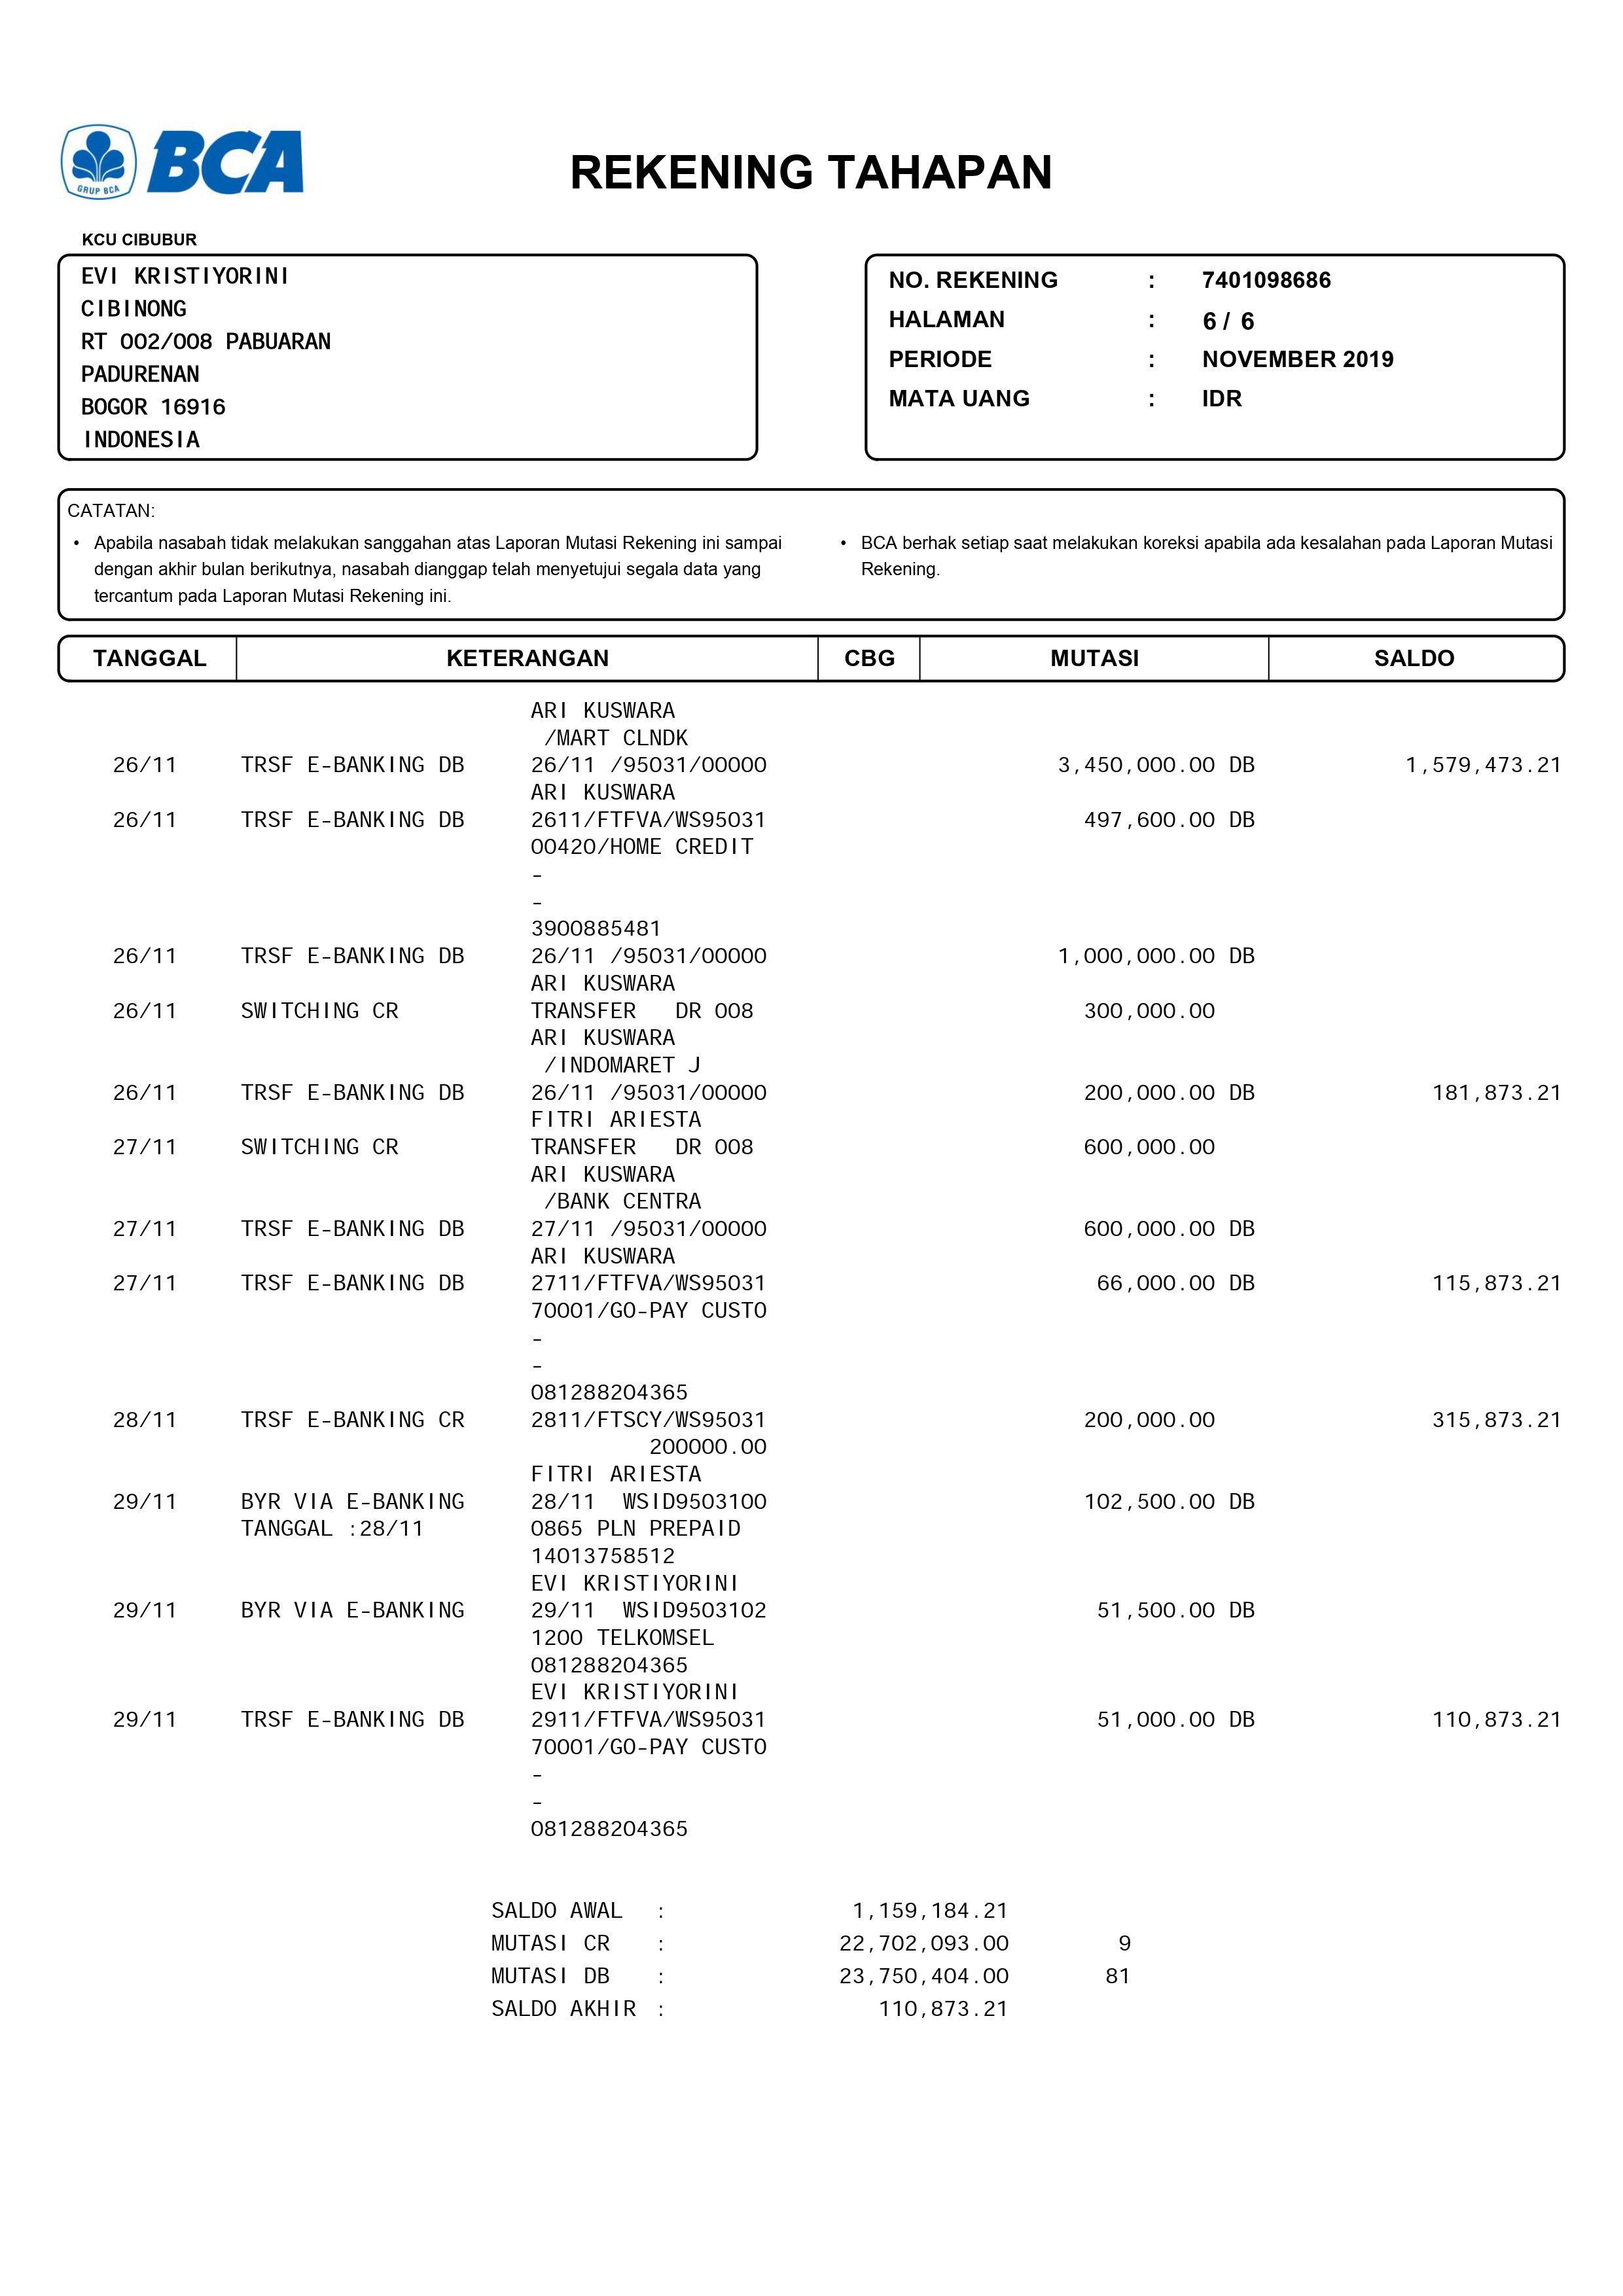 BCA
GRUP BCA
REKENING TAHAPAN
KCU CIBUBUR
EVI KRISTIYORINI
CIBINONG
RT 002/008 PABUARAN
PADURENAN
BOGOR 16916
INDONESIA
NO. REKENING : 7401098686
HALAMAN : 6 / 6
PERIODE : NOVEMBER 2019
MATA UANG : IDR
CATATAN:
• Apabila nasabah tidak melakukan sanggahan atas Laporan Mutasi Rekening ini sampai
dengan akhir bulan berikutnya, nasabah dianggap telah menyetujui segala data yang
tercantum pada Laporan Mutasi Rekening ini.
• BCA berhak setiap saat melakukan koreksi apabila ada kesalahan pada Laporan Mutasi
Rekening.
TANGGAL KETERANGAN CBG MUTASI SALDO
ARI KUSWARA
/MART CLNDK
26/11 TRSF E-BANKING DB 26/11 /95031/00000 3,450,000.00 DB 1,579,473.21
ARI KUSWARA
26/11 TRSF E-BANKING DB 2611/FTFVA/WS95031 497,600.00 DB
00420/HOME CREDIT
-
-
3900885481
26/11 TRSF E-BANKING DB 26/11 /95031/00000 1,000,000.00 DB
ARI KUSWARA
26/11 SWITCHING CR TRANSFER DR 008 300,000.00
ARI KUSWARA
/INDOMARET J
26/11 TRSF E-BANKING DB 26/11 /95031/00000 200,000.00 DB 181,873.21
FITRI ARIESTA
27/11 SWITCHING CR TRANSFER DR 008 600,000.00
ARI KUSWARA
/BANK CENTRA
27/11 TRSF E-BANKING DB 27/11 /95031/00000 600,000.00 DB
ARI KUSWARA
27/11 TRSF E-BANKING DB 2711/FTFVA/WS95031 66,000.00 DB 115,873.21
70001/GO-PAY CUSTO
-
-
081288204365
28/11 TRSF E-BANKING CR 2811/FTSCY/WS95031 200,000.00 315,873.21
200000.00
FITRI ARIESTA
29/11 BYR VIA E-BANKING 28/11 WSID9503100 102,500.00 DB
TANGGAL :28/11 0865 PLN PREPAID
14013758512
EVI KRISTIYORINI
29/11 BYR VIA E-BANKING 29/11 WSID9503102 51,500.00 DB
1200 TELKOMSEL
081288204365
EVI KRISTIYORINI
29/11 TRSF E-BANKING DB 2911/FTFVA/WS95031 51,000.00 DB 110,873.21
70001/GO-PAY CUSTO
-
-
081288204365
SALDO AWAL : 1,159,184.21
MUTASI CR : 22,702,093.00 9
MUTASI DB : 23,750,404.00 81
SALDO AKHIR : 110,873.21